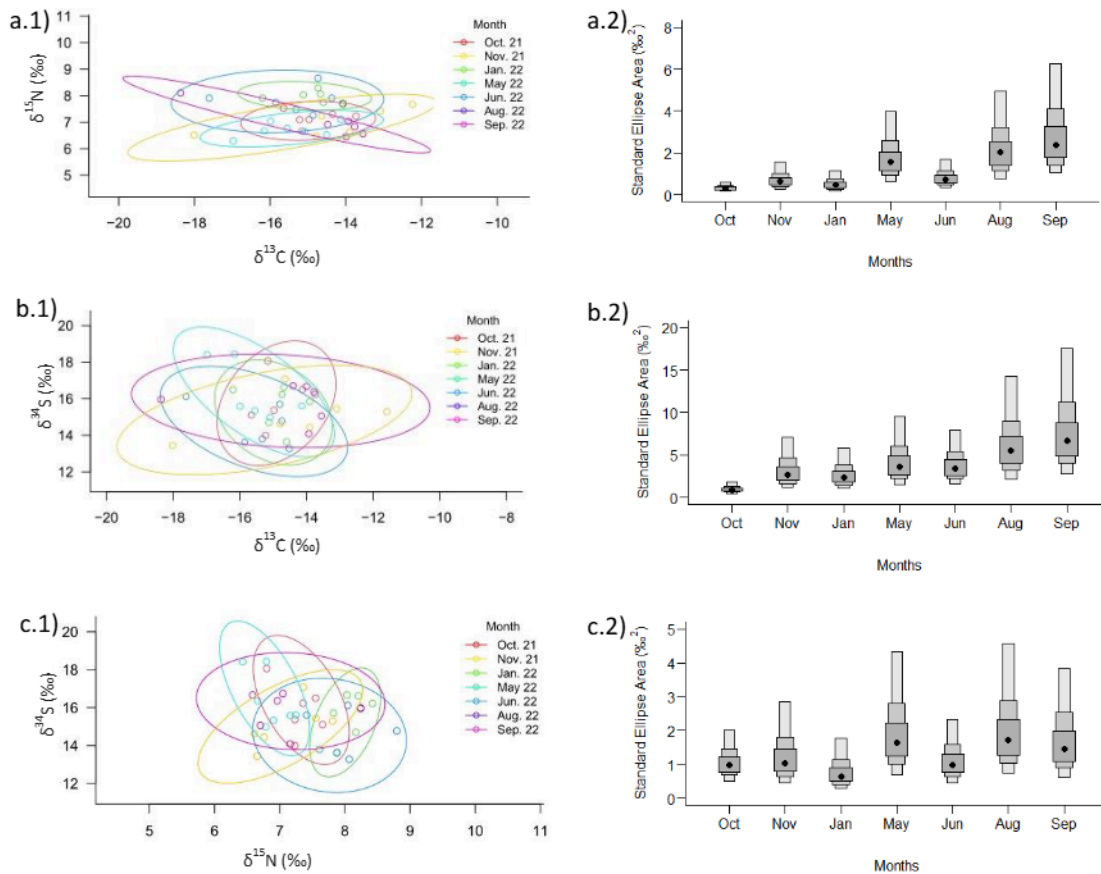 a.1)
11
10
9
8
7
6
5
δ¹⁵N (‰)
−20 −18 −16 −14 −12 −10
δ¹³C (‰)
Month
Oct. 21
Nov. 21
Jan. 22
May 22
Jun. 22
Aug. 22
Sep. 22
a.2)
8
6
4
2
0
Standard Ellipse Area (‰²)
Oct Nov Jan May Jun Aug Sep
Months
b.1)
20
18
16
14
12
δ³⁴S (‰)
−20 −18 −16 −14 −12 −10 −8
δ¹³C (‰)
Month
Oct. 21
Nov. 21
Jan. 22
May 22
Jun. 22
Aug. 22
Sep. 22
b.2)
20
15
10
5
0
Standard Ellipse Area (‰²)
Oct Nov Jan May Jun Aug Sep
Months
c.1)
20
18
16
14
12
δ³⁴S (‰)
5 6 7 8 9 10 11
δ¹⁵N (‰)
Month
Oct. 21
Nov. 21
Jan. 22
May 22
Jun. 22
Aug. 22
Sep. 22
c.2)
5
4
3
2
1
0
Standard Ellipse Area (‰²)
Oct Nov Jan May Jun Aug Sep
Months